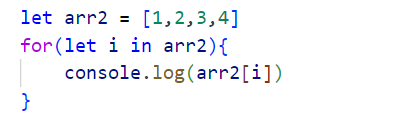 let arr2 = [1,2,3,4]
for(let i in arr2){
    console.log(arr2[i])
}